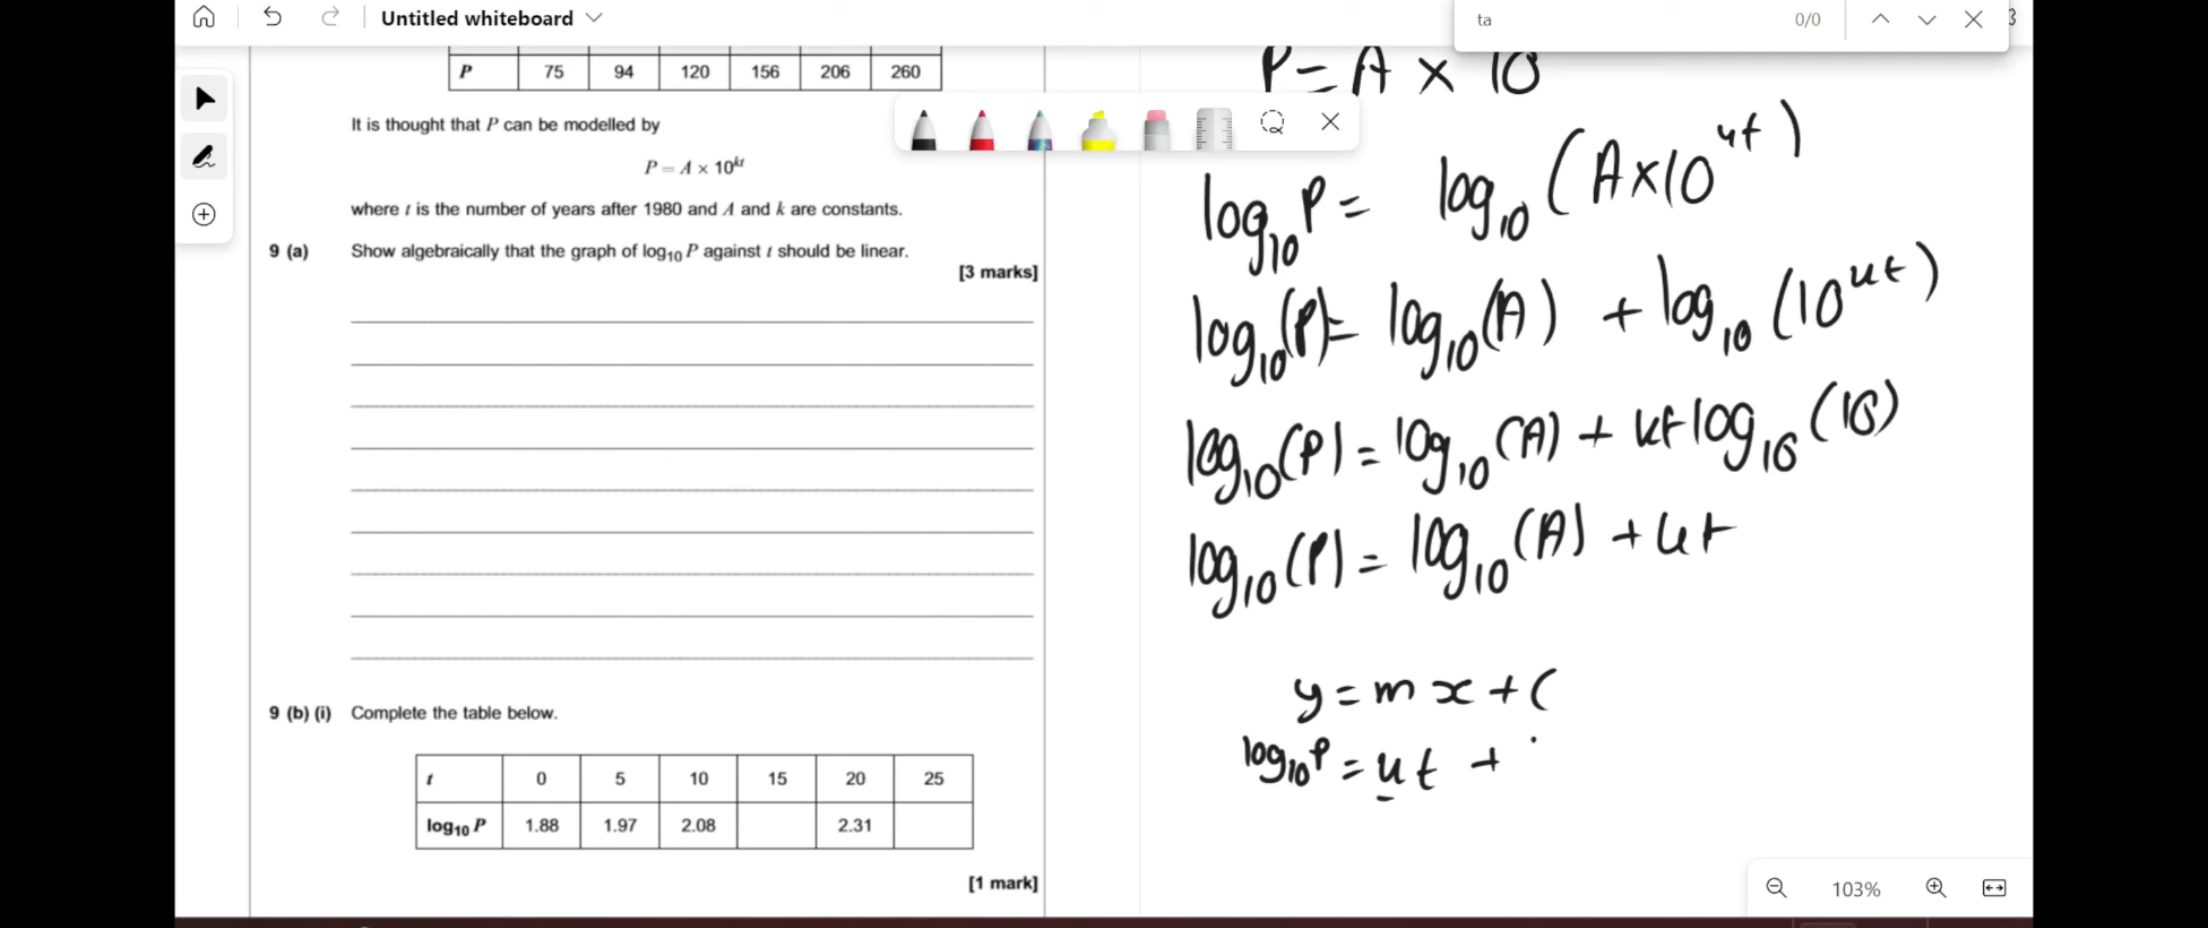 Untitled whiteboard
ta 0/0
P 75 94 120 156 206 260
It is thought that P can be modelled by
P = A × 10^kt
where t is the number of years after 1980 and A and k are constants.
9 (a) Show algebraically that the graph of log₁₀ P against t should be linear.
[3 marks]
9 (b) (i) Complete the table below.
t 0 5 10 15 20 25
log₁₀ P 1.88 1.97 2.08 2.31
[1 mark]
P = A × 10
log₁₀ P = log₁₀ (A×10^kt)
log₁₀(P) = log₁₀(A) + log₁₀ (10^kt)
log₁₀(P) = log₁₀(A) + kt log₁₀(10)
log₁₀(P) = log₁₀(A) + kt
y = m x + c
log₁₀P = k t +
103%